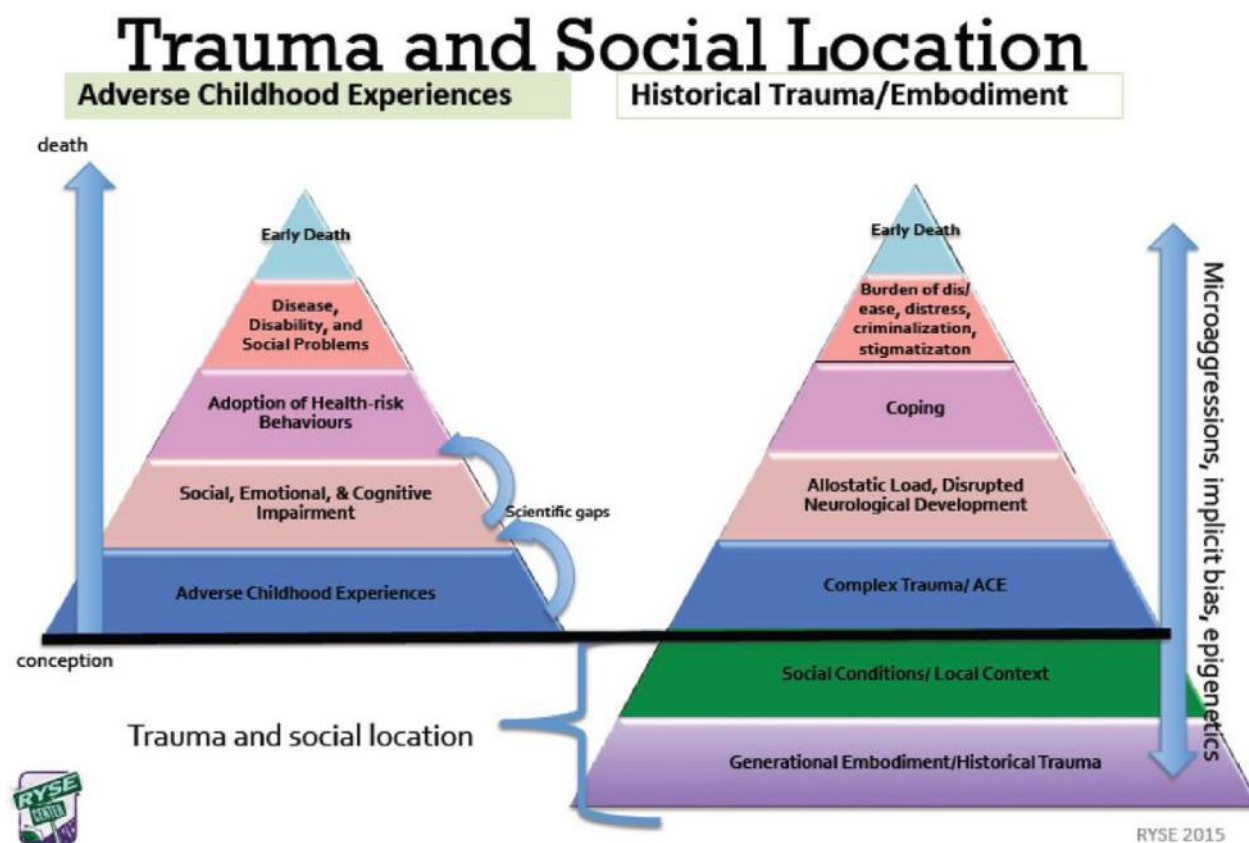 Trauma and Social Location
Adverse Childhood Experiences
Historical Trauma/Embodiment
death
Early Death
Disease,
Disability, and
Social Problems
Adoption of Health-risk
Behaviours
Social, Emotional, & Cognitive
Impairment
Scientific gaps
Adverse Childhood Experiences
conception
Early Death
Burden of dis/
ease, distress,
criminalization,
stigmatizaton
Coping
Allostatic Load, Disrupted
Neurological Development
Complex Trauma/ ACE
Social Conditions/ Local Context
Generational Embodiment/Historical Trauma
Microaggressions, implicit bias, epigenetics
Trauma and social location
RYSE
CENTER
RYSE 2015